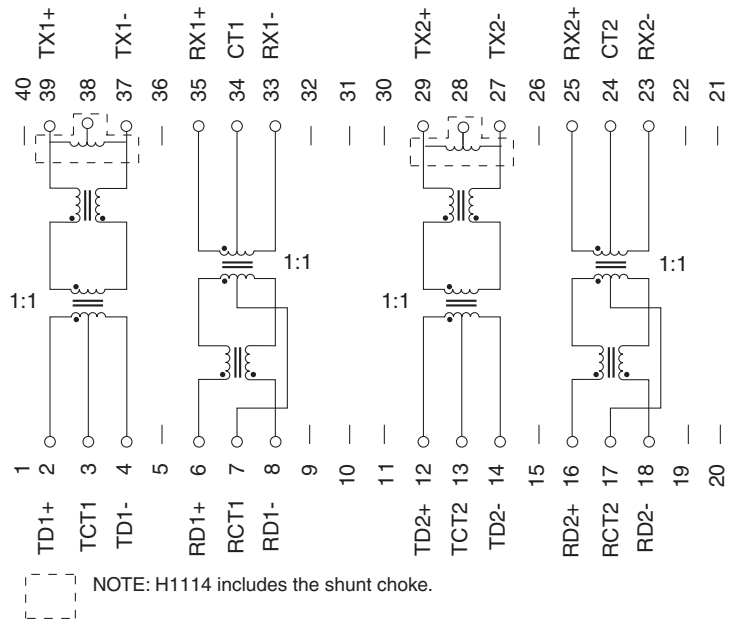 TX1+ TX1- RX1+ CT1 RX1- TX2+ TX2- RX2+ CT2 RX2-
40 39 38 37 36 35 34 33 32 31 30 29 28 27 26 25 24 23 22 21
1:1 1:1 1:1 1:1
1 2 3 4 5 6 7 8 9 10 11 12 13 14 15 16 17 18 19 20
TD1+ TCT1 TD1- RD1+ RCT1 RD1- TD2+ TCT2 TD2- RD2+ RCT2 RD2-
NOTE: H1114 includes the shunt choke.